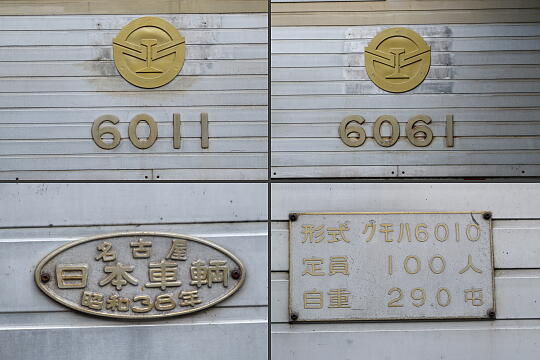 6011
6061
名古屋
日本車輌
昭和38年
形式 クモハ6010
定員 100人
自重 29.0屯